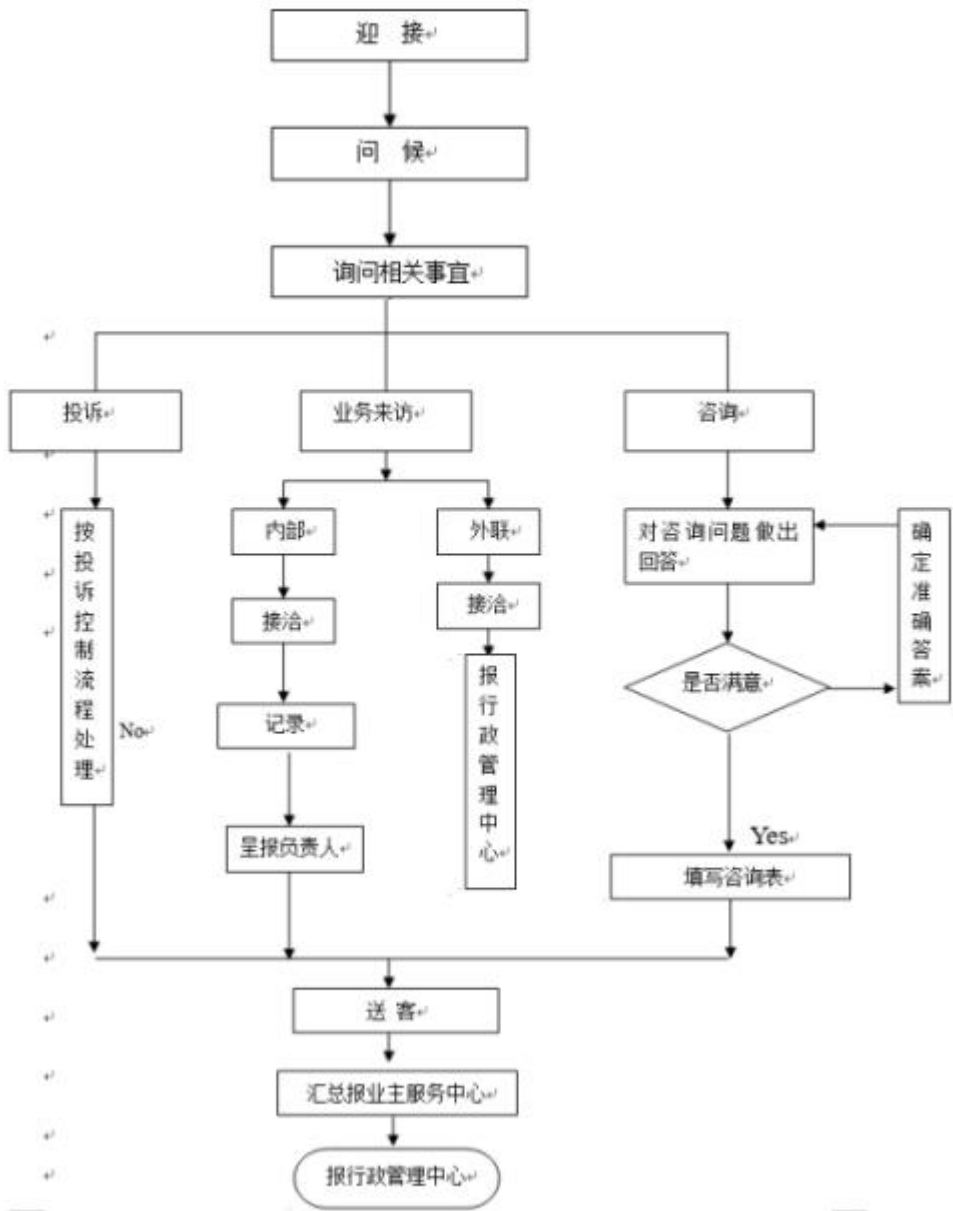 迎 接
问 候
询问相关事宜
投诉
业务来访
咨询
按投诉控制流程处理
No
内部
外联
对咨询问题做出
回答
确定准确答案
接洽
接洽
是否满意
记录
报行政管理中心
呈报负责人
Yes
填写咨询表
送客
汇总报业主服务中心
报行政管理中心